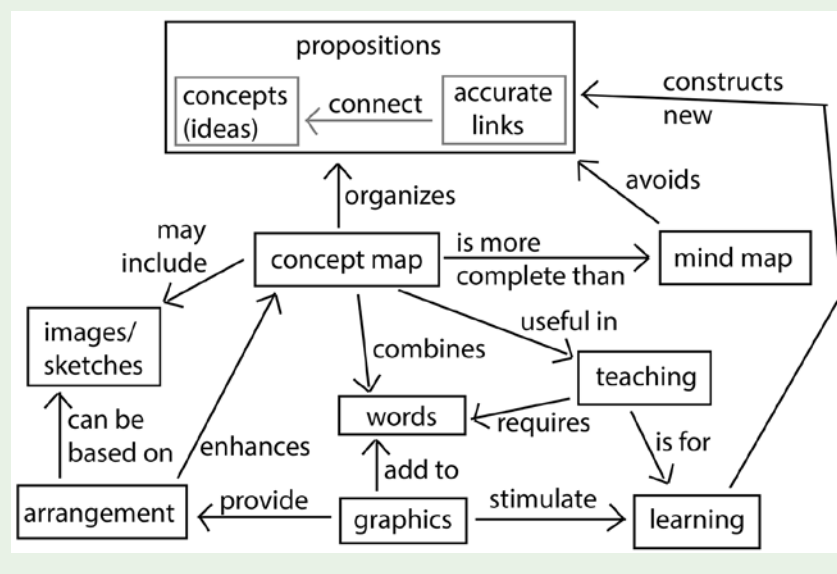 propositions
concepts
(ideas)
connect
accurate
links
constructs
new
organizes
avoids
may
include
concept map
is more
complete than
mind map
images/
sketches
useful in
combines
teaching
words
requires
can be
based on
enhances
is for
add to
arrangement
provide
graphics
stimulate
learning